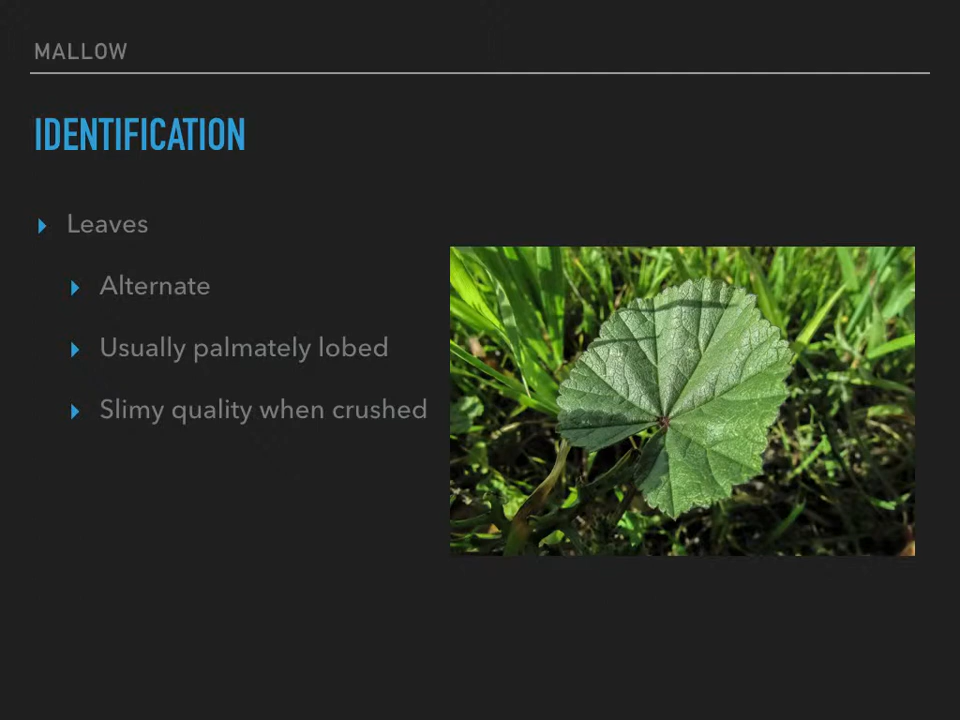 MALLOW
IDENTIFICATION
Leaves
Alternate
Usually palmately lobed
Slimy quality when crushed